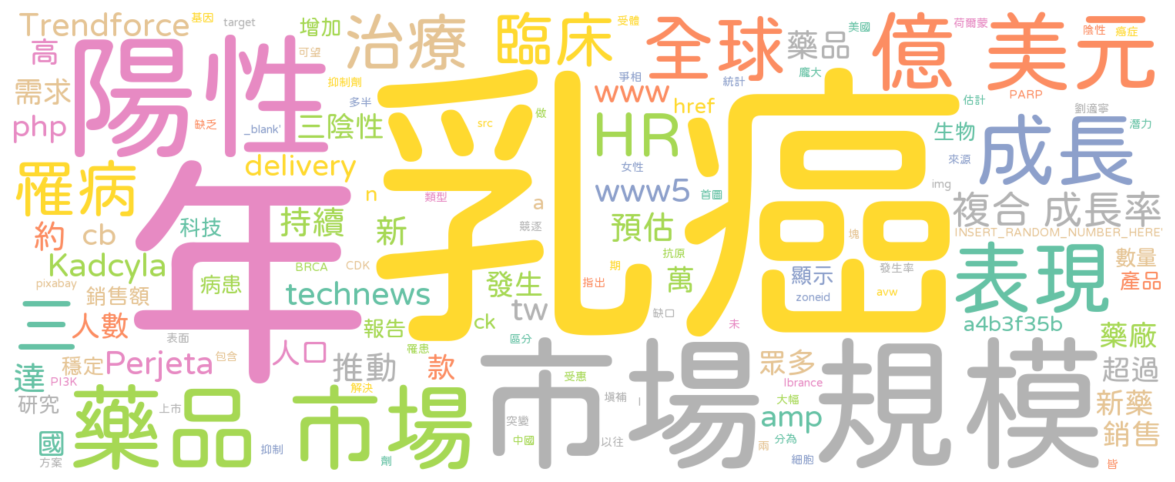 Trendforce 基因 target 增加 治療 臨床 受體 全球 藥品 美國 億 美元 荷爾蒙 陰性 癌症
高 陽性 可望 龐大
需求 抑制劑 爭相 統計 www 估計 PARP
php 缺乏 _blank' 多半 三陰性 src 做 HR href 劉適寧 生物 潛力
乳癌
delivery 女性 來源 成長
罹病 年 n 類型 a www5 首圖 img 複合 成長率
約 cb 科技 持續 新 競逐 預估 塊 INSERT_RANDOM_NUMBER_HERE'
Kadcyla BRCA CDK 抗原 發生率 表現 數量
pixabay 銷售額 病患 technews 發生 期 指出 萬 顯示 zoneid avw 產品
三 人數 報告 ck tw 缺口 未 a4b3f35b
表面 罹患 區分 藥廠
達 穩定 Perjeta 包含 人口 推動 款 市場規模 眾多 超過
PI3K 解決 受惠 Ibrance
研究 上市 藥品 市場 填補 l 大幅 amp 新藥
突變 銷售
國 方案 抑制 劑 中國 以往 兩 分為 細胞 皆